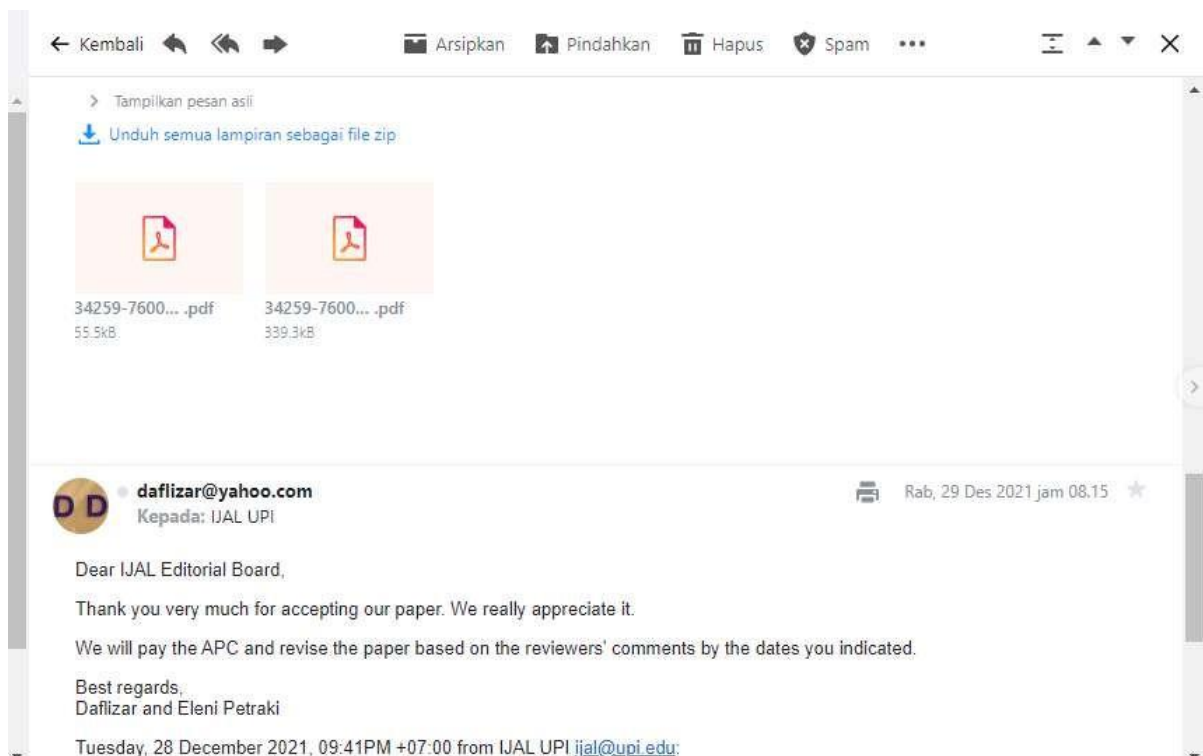 Kembali Arsipkan Pindahkan Hapus Spam
Tampilkan pesan asli
Unduh semua lampiran sebagai file zip
34259-7600... .pdf 34259-7600... .pdf
55.5kB 339.3kB
D D
daflizar@yahoo.com Rab, 29 Des 2021 jam 08.15
Kepada: IJAL UPI
Dear IJAL Editorial Board,
Thank you very much for accepting our paper. We really appreciate it.
We will pay the APC and revise the paper based on the reviewers' comments by the dates you indicated.
Best regards,
Daflizar and Eleni Petraki
Tuesday, 28 December 2021, 09:41PM +07:00 from IJAL UPI ijal@upi.edu: